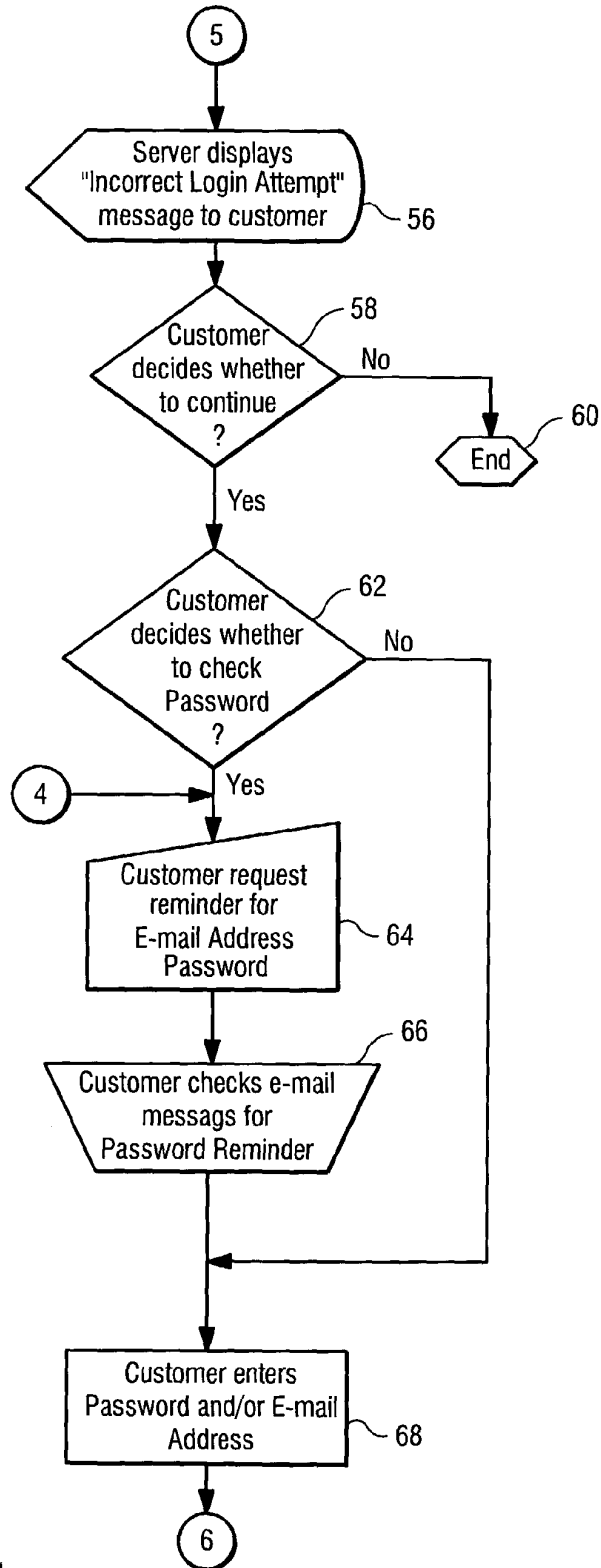 5
Server displays
"Incorrect Login Attempt"
message to customer
56
Customer
decides whether
to continue
?
58
No
60
End
Yes
Customer
decides whether
to check
Password
?
62
No
4
Yes
Customer request
reminder for
E-mail Address
Password
64
66
Customer checks e-mail
messags for
Password Reminder
Customer enters
Password and/or E-mail
Address
68
6